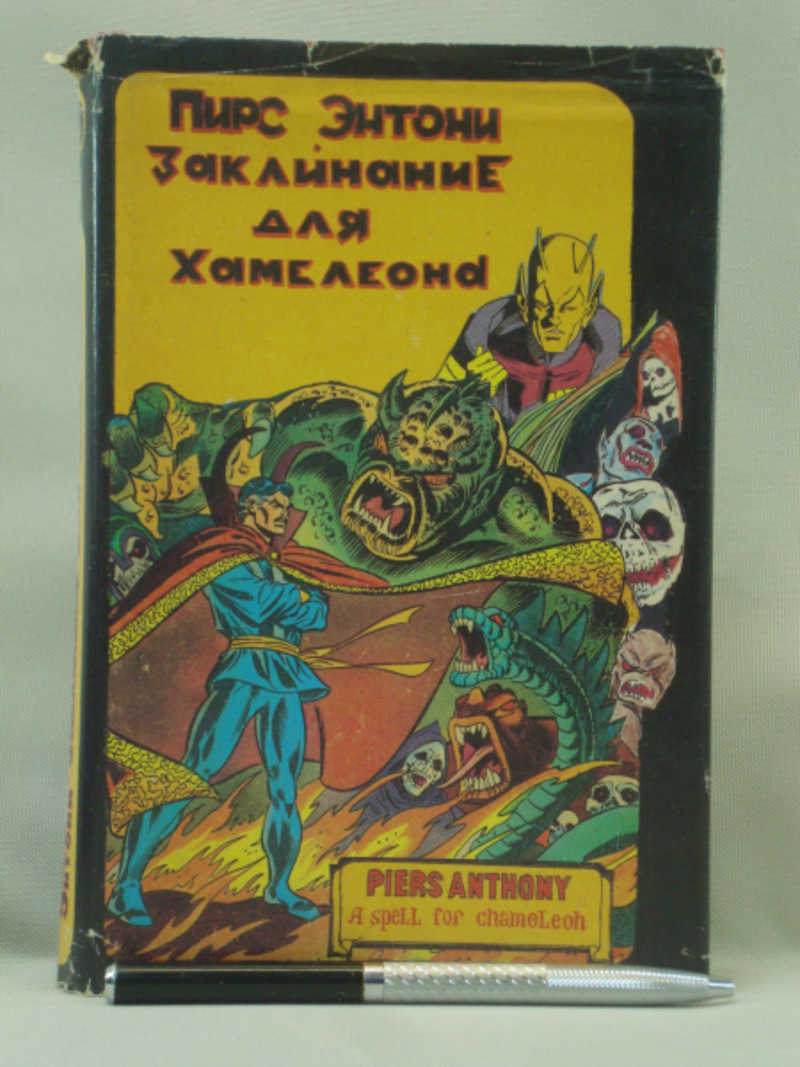 Пирс Энтони
Заклинание
для
Хамелеона
PIERS ANTHONY
A spell for chameleon